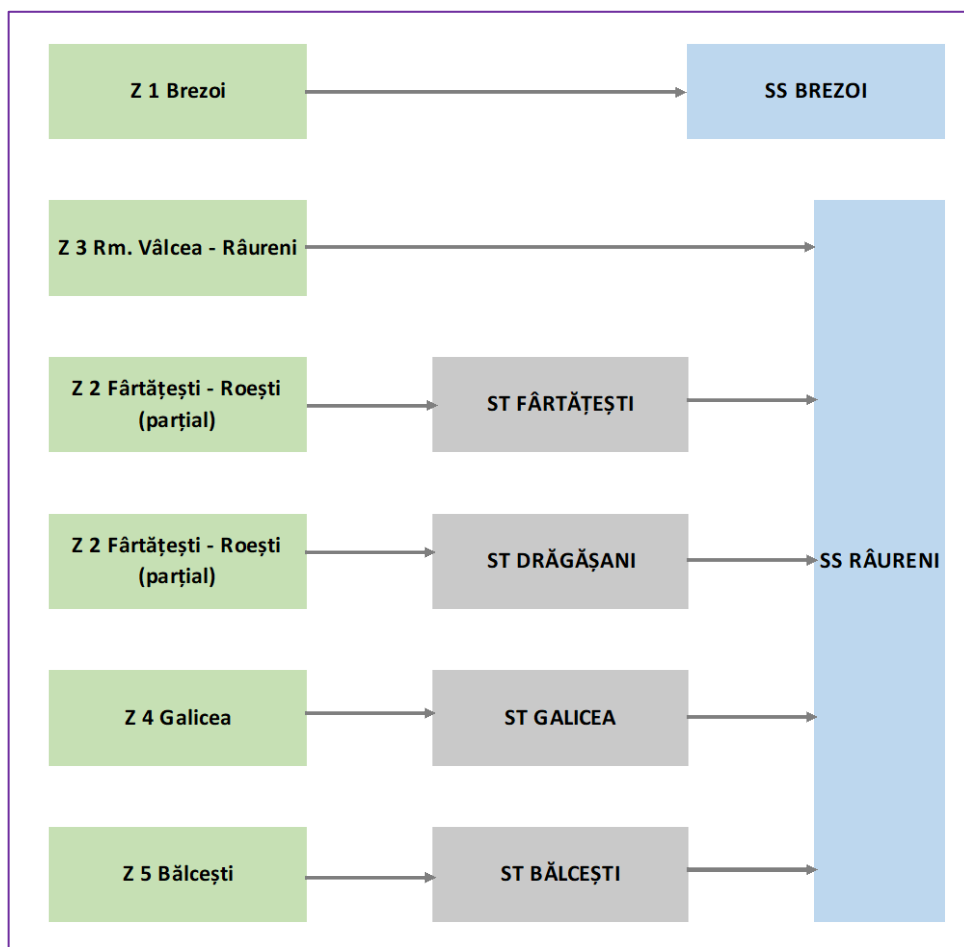 Z 1 Brezoi
SS BREZOI
Z 3 Rm. Vâlcea - Râureni
Z 2 Fârtățești - Roești
(parțial)
ST FÂRTĂȚEȘTI
Z 2 Fârtățești - Roești
(parțial)
ST DRĂGĂȘANI
SS RÂURENI
Z 4 Galicea
ST GALICEA
Z 5 Bălcești
ST BĂLCEȘTI